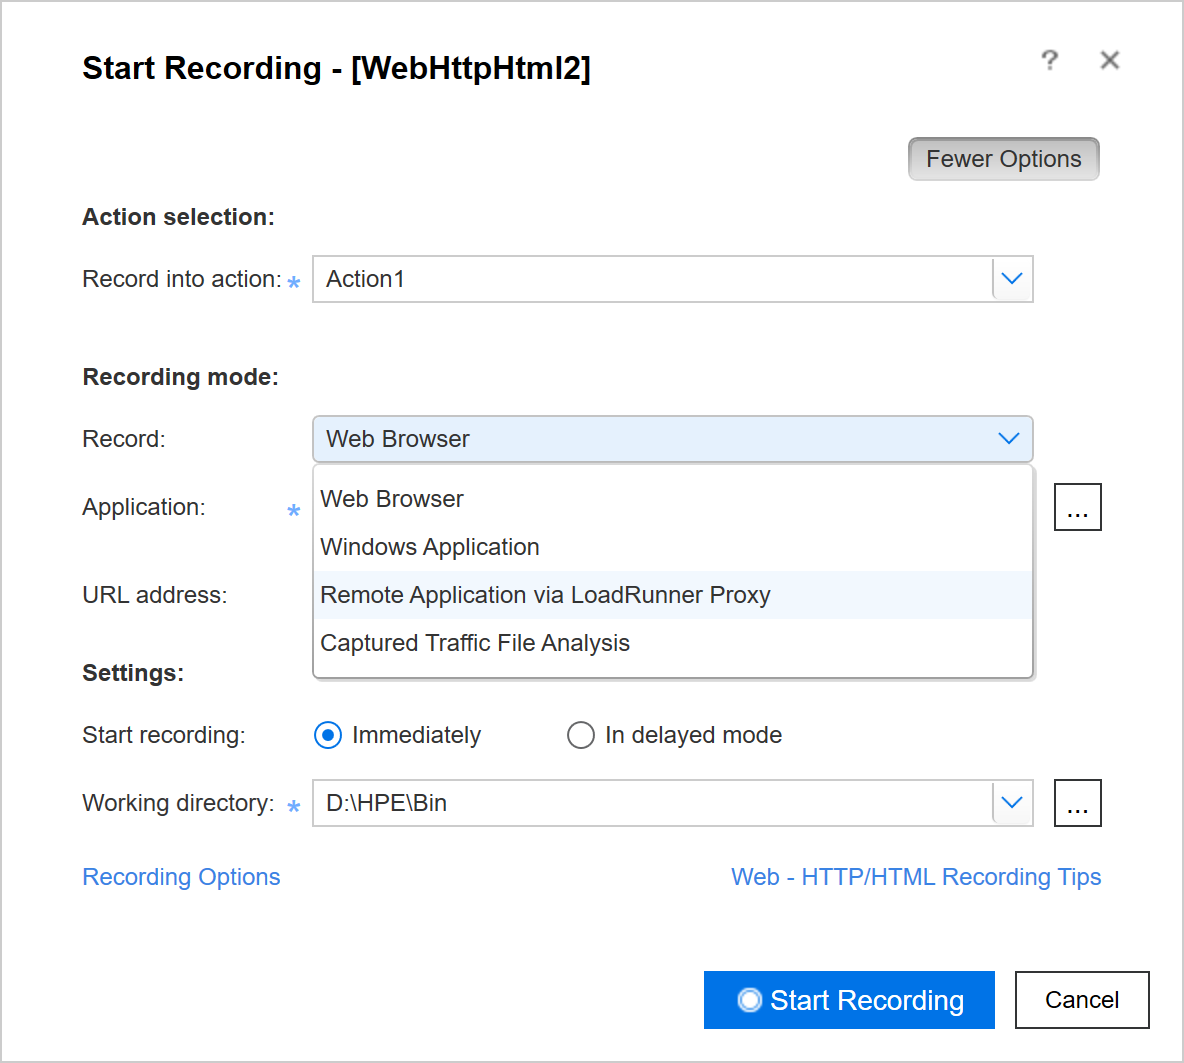 Start Recording - [WebHttpHtml2]
?
Fewer Options
Action selection:
Record into action: * Action1
Recording mode:
Record: Web Browser
Web Browser
Application: * ...
Windows Application
URL address: Remote Application via LoadRunner Proxy
Captured Traffic File Analysis
Settings:
Start recording: Immediately In delayed mode
Working directory: * D:\HPE\Bin ...
Recording Options Web - HTTP/HTML Recording Tips
Start Recording Cancel